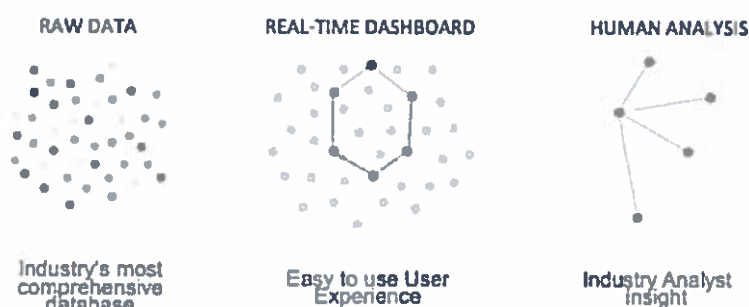 RAW DATA
REAL-TIME DASHBOARD
HUMAN ANALYSIS
Industry's most
comprehensive
database
Easy to use User
Experience
Industry Analyst
insight